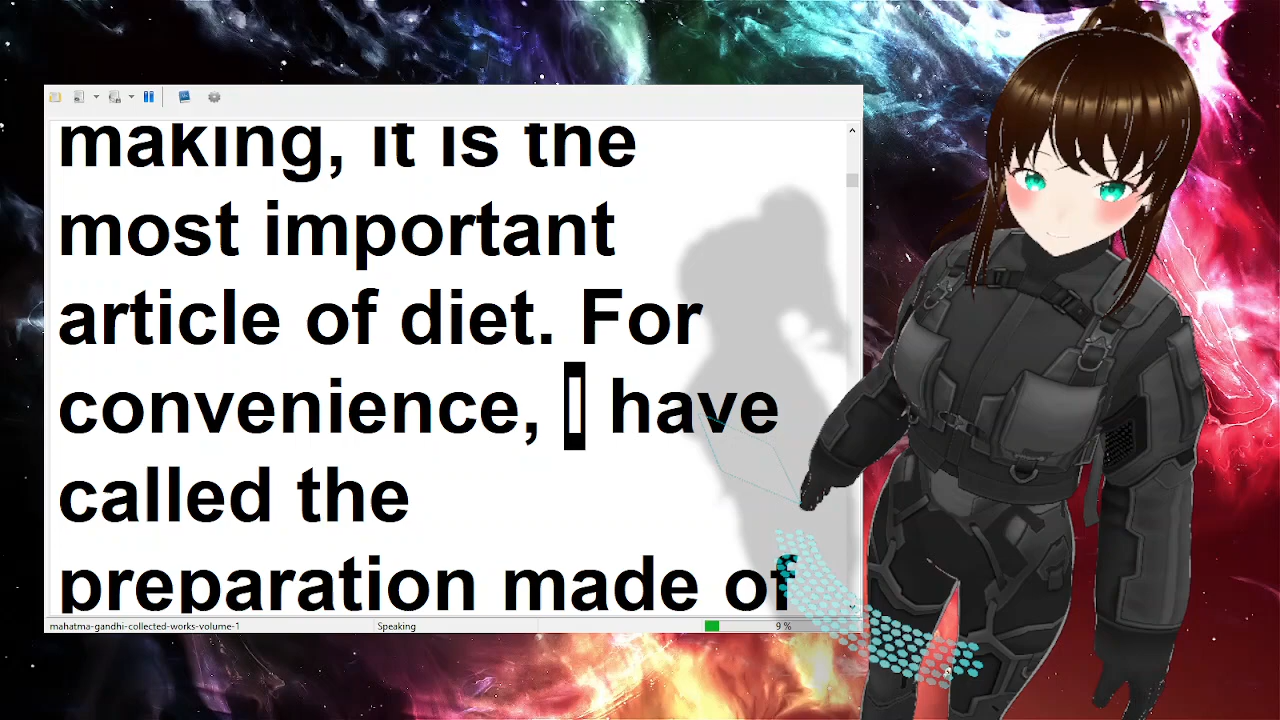 making, it is the
most important
article of diet. For
convenience, I have
called the
preparation made of
mahatma-gandhi-collected-works-volume-1 Speaking 9 %